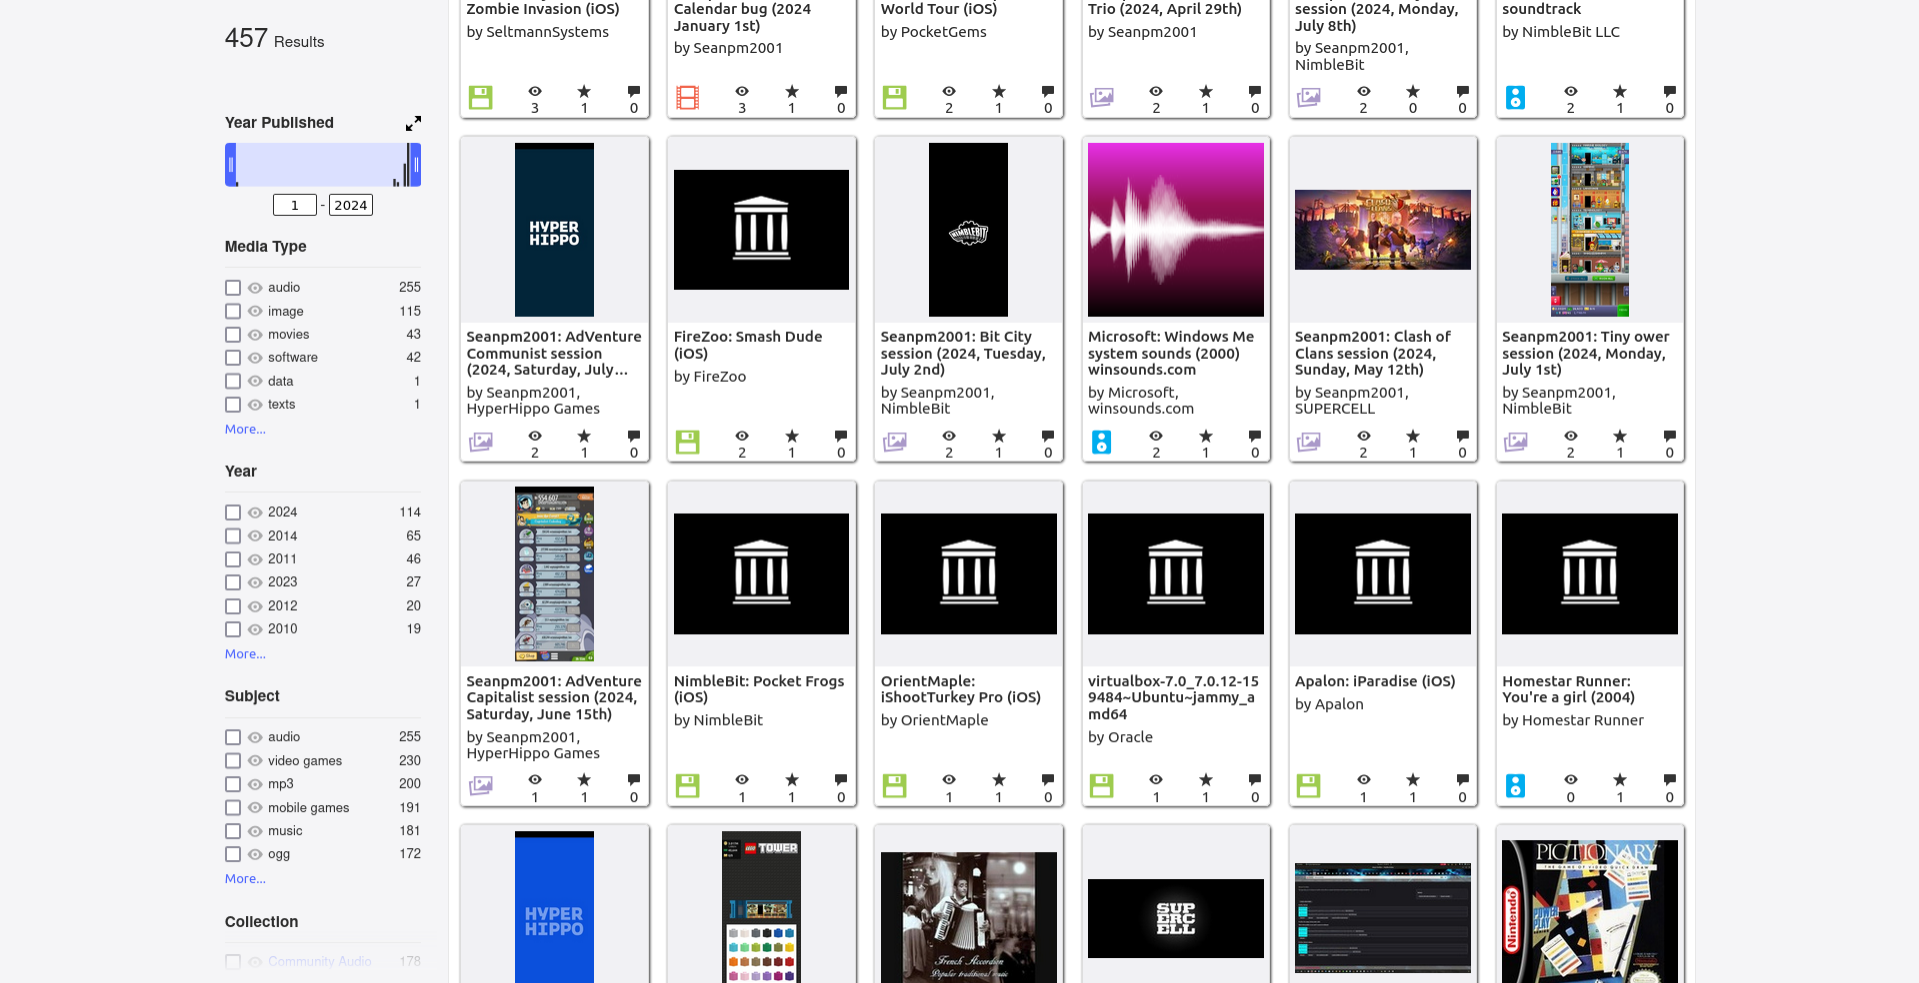 457 Results
Year Published
1 - 2024
Media Type
audio 255
image 115
movies 43
software 42
data 1
texts 1
More...
Year
2024 114
2014 65
2011 46
2023 27
2012 20
2010 19
More...
Subject
audio 255
video games 230
mp3 200
mobile games 191
music 181
ogg 172
More...
Collection
Community Audio 178
Zombie Invasion (iOS)
by SeltmannSystems
3 1 0
Calendar bug (2024
January 1st)
by Seanpm2001
3 1 0
World Tour (iOS)
by PocketGems
2 1 0
Trio (2024, April 29th)
by Seanpm2001
2 1 0
session (2024, Monday,
July 8th)
by Seanpm2001,
NimbleBit
2 0 0
soundtrack
by NimbleBit LLC
2 1 0
HYPER
HIPPO
Seanpm2001: AdVenture
Communist session
(2024, Saturday, July...
by Seanpm2001,
HyperHippo Games
2 1 0
FireZoo: Smash Dude
(iOS)
by FireZoo
2 1 0
NIMBLEBIT
Seanpm2001: Bit City
session (2024, Tuesday,
July 2nd)
by Seanpm2001,
NimbleBit
2 1 0
Microsoft: Windows Me
system sounds (2000)
winsounds.com
by Microsoft,
winsounds.com
2 1 0
Seanpm2001: Clash of
Clans session (2024,
Sunday, May 12th)
by Seanpm2001,
SUPERCELL
2 1 0
Seanpm2001: Tiny ower
session (2024, Monday,
July 1st)
by Seanpm2001,
NimbleBit
2 1 0
Seanpm2001: AdVenture
Capitalist session (2024,
Saturday, June 15th)
by Seanpm2001,
HyperHippo Games
1 1 0
NimbleBit: Pocket Frogs
(iOS)
by NimbleBit
1 1 0
OrientMaple:
iShootTurkey Pro (iOS)
by OrientMaple
1 1 0
virtualbox-7.0_7.0.12-15
9484~Ubuntu~jammy_a
md64
by Oracle
1 1 0
Apalon: iParadise (iOS)
by Apalon
1 1 0
Homestar Runner:
You're a girl (2004)
by Homestar Runner
0 1 0
HYPER
HIPPO
LEGO TOWER
French Accordion
Popular traditional music
SUP
ERC
ELL
PICTIONARY
THE GAME OF VIDEO QUICK DRAW
Nintendo